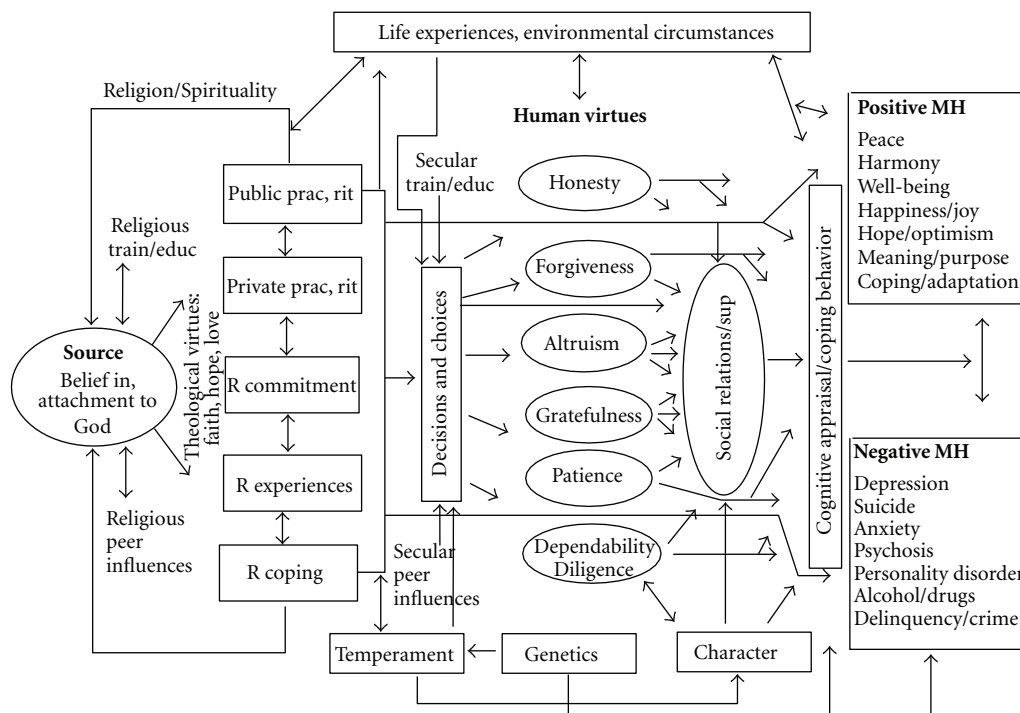 Life experiences, environmental circumstances
Religion/Spirituality
Human virtues
Secular
train/educ
Public prac, rit
Religious
train/educ
Private prac, rit
Source
Belief in,
attachment to
God
Theological virtues:
faith, hope, love
R commitment
R experiences
Religious
peer
influences
R coping
Decisions and choices
Secular
peer
influences
Honesty
Forgiveness
Altruism
Gratefulness
Patience
Dependability
Diligence
Social relations/sup
Cognitive appraisal/coping behavior
Temperament
Genetics
Character
Positive MH
Peace
Harmony
Well-being
Happiness/joy
Hope/optimism
Meaning/purpose
Coping/adaptation
Negative MH
Depression
Suicide
Anxiety
Psychosis
Personality disorder
Alcohol/drugs
Delinquency/crime